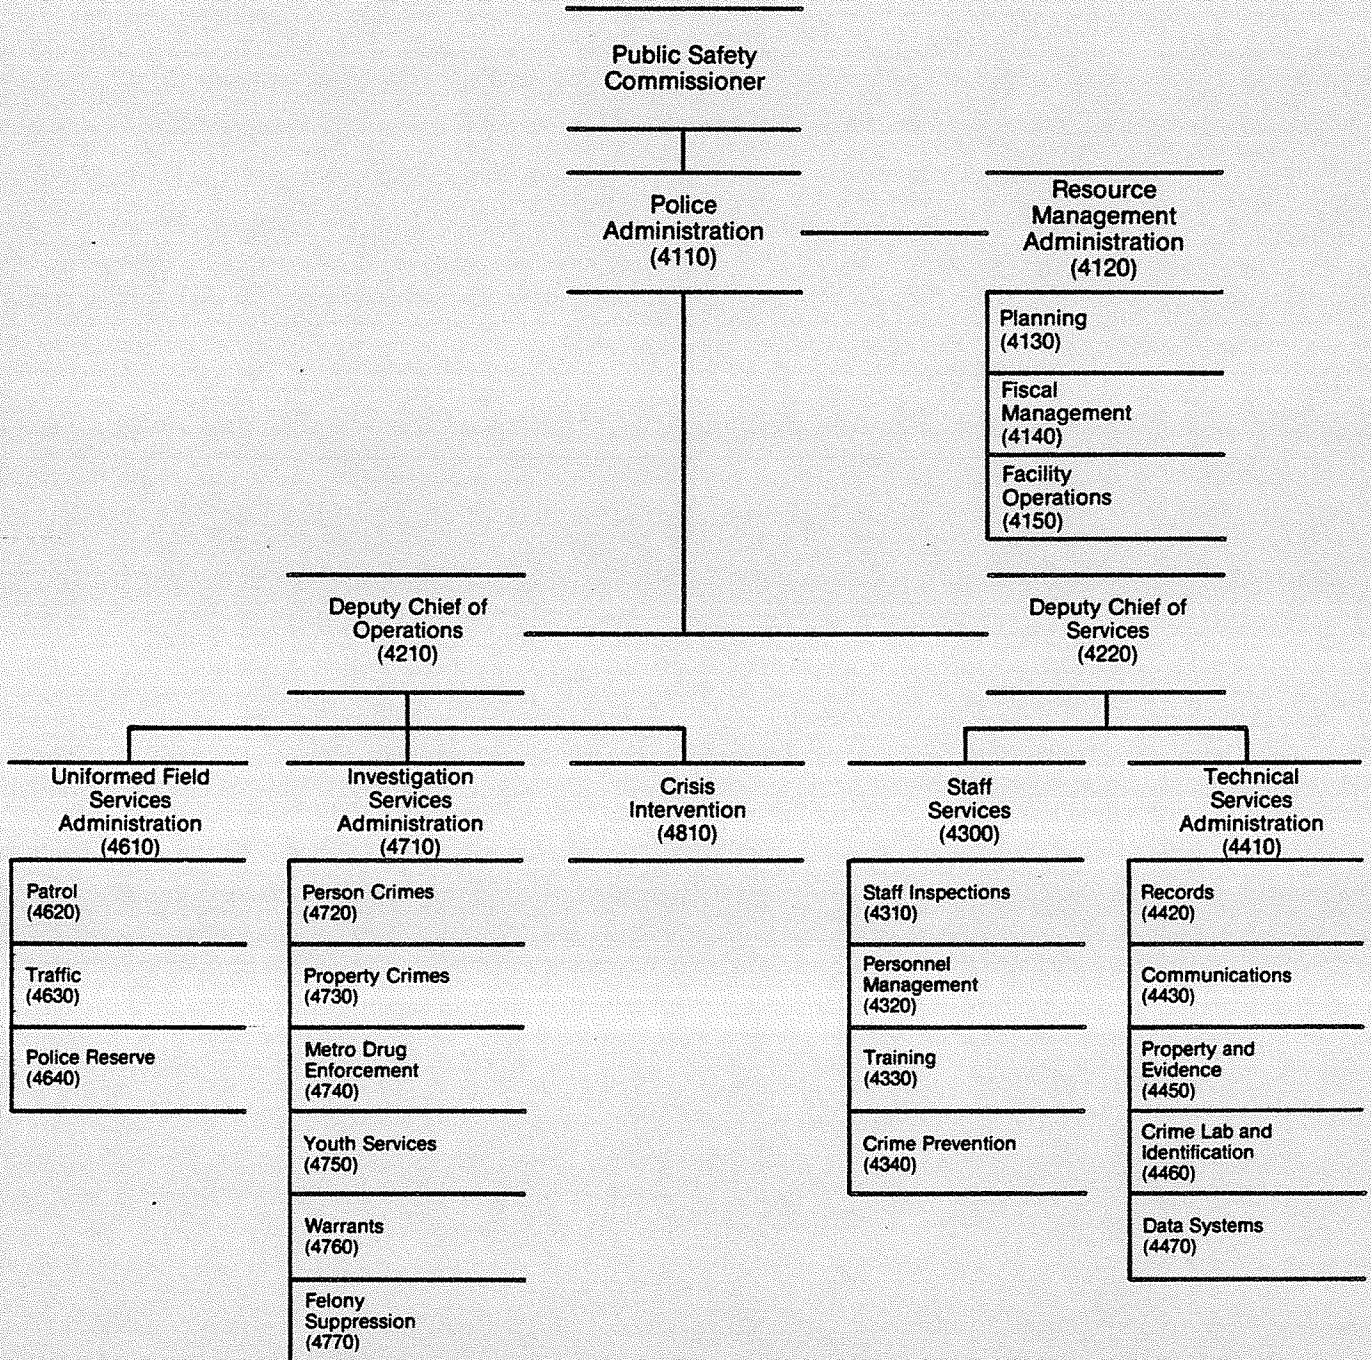 Public Safety
Commissioner
Police
Administration
(4110)
Resource
Management
Administration
(4120)
Planning
(4130)
Fiscal
Management
(4140)
Facility
Operations
(4150)
Deputy Chief of
Operations
(4210)
Deputy Chief of
Services
(4220)
Uniformed Field
Services
Administration
(4610)
Patrol
(4620)
Traffic
(4630)
Police Reserve
(4640)
Investigation
Services
Administration
(4710)
Person Crimes
(4720)
Property Crimes
(4730)
Metro Drug
Enforcement
(4740)
Youth Services
(4750)
Warrants
(4760)
Felony
Suppression
(4770)
Crisis
Intervention
(4810)
Staff
Services
(4300)
Staff Inspections
(4310)
Personnel
Management
(4320)
Training
(4330)
Crime Prevention
(4340)
Technical
Services
Administration
(4410)
Records
(4420)
Communications
(4430)
Property and
Evidence
(4450)
Crime Lab and
Identification
(4460)
Data Systems
(4470)